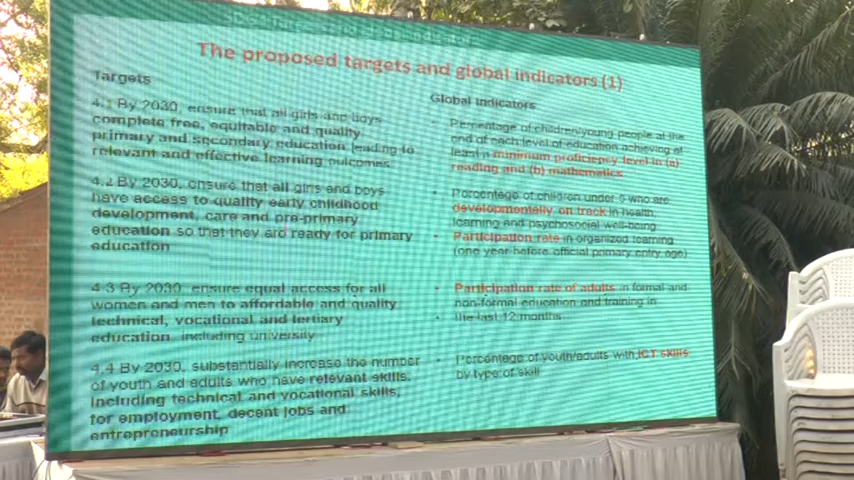 The proposed targets and global indicators (1)
Targets
4.1 By 2030, ensure that all girls and boys
complete free, equitable and quality
primary and secondary education leading to
relevant and effective learning outcomes
4.2 By 2030, ensure that all girls and boys
have access to quality early childhood
development, care and pre-primary
education so that they are ready for primary
education
4.3 By 2030, ensure equal access for all
women and men to affordable and quality
technical, vocational and tertiary
education, including university
4.4 By 2030, substantially increase the number
of youth and adults who have relevant skills,
including technical and vocational skills,
for employment, decent jobs and
entrepreneurship
Global indicators
• Percentage of children/young people at the
end of each level of education achieving at
least a minimum proficiency level in (a)
reading and (b) mathematics
• Percentage of children under 5 who are
developmentally on track in health,
learning and psychosocial well-being
• Participation rate in organized learning
(one year before official primary entry age)
• Participation rate of adults in formal and
non-formal education and training in
• the last 12 months
• Percentage of youth/adults with ICT skills
by type of skill